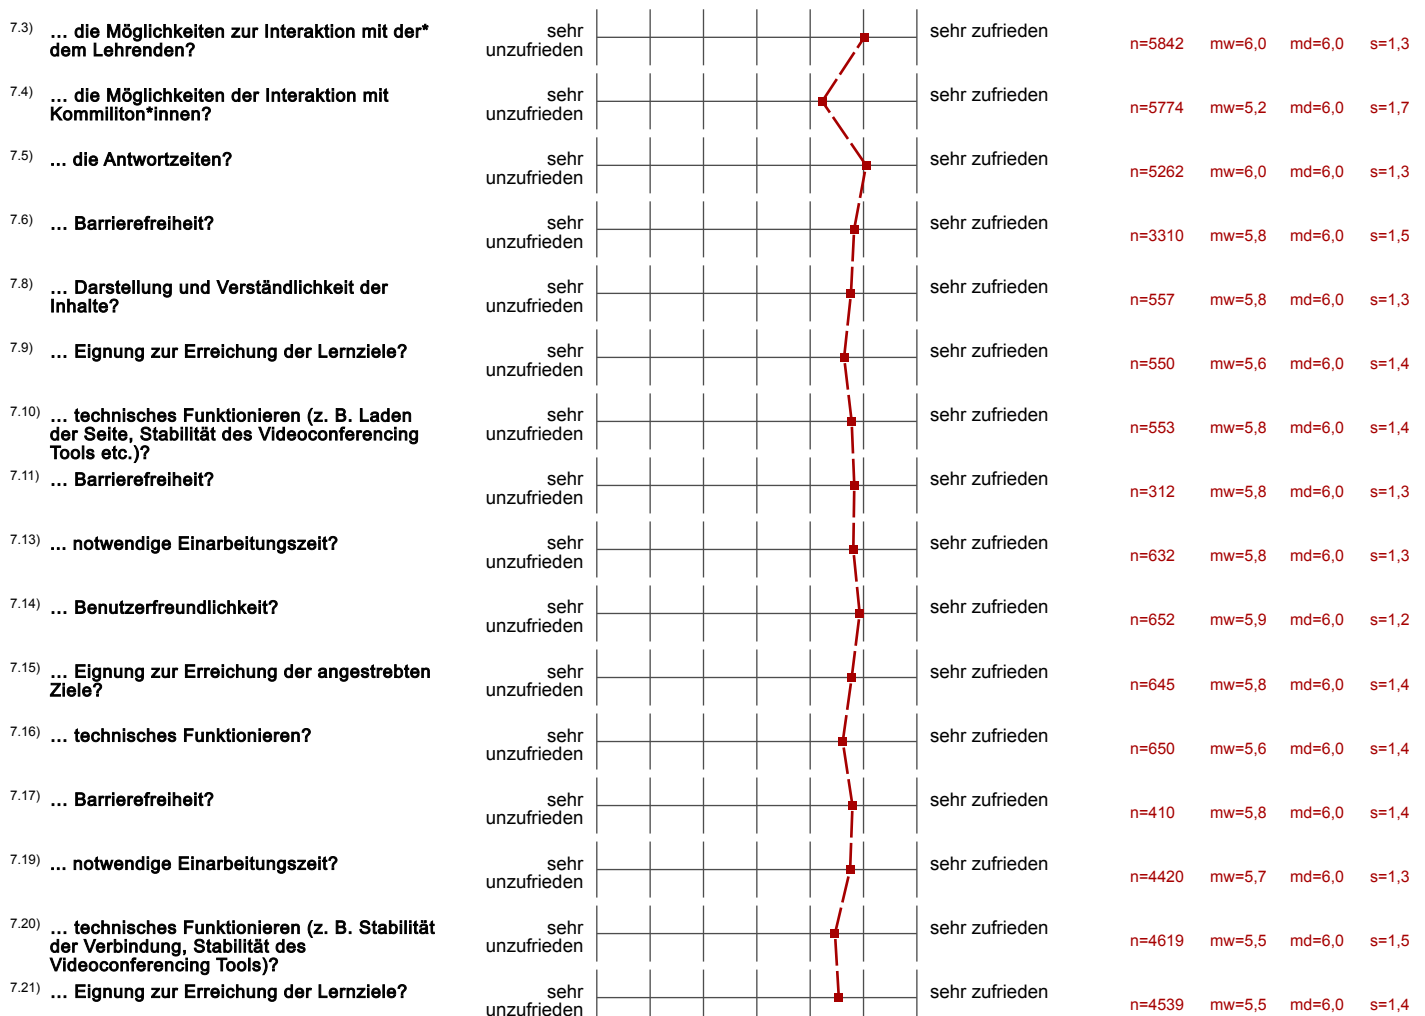 7.3) ... die Möglichkeiten zur Interaktion mit der*
dem Lehrenden?
sehr
unzufrieden
sehr zufrieden
n=5842 mw=6,0 md=6,0 s=1,3
7.4) ... die Möglichkeiten der Interaktion mit
Kommiliton*innen?
sehr
unzufrieden
sehr zufrieden
n=5774 mw=5,2 md=6,0 s=1,7
7.5) ... die Antwortzeiten?
sehr
unzufrieden
sehr zufrieden
n=5262 mw=6,0 md=6,0 s=1,3
7.6) ... Barrierefreiheit?
sehr
unzufrieden
sehr zufrieden
n=3310 mw=5,8 md=6,0 s=1,5
7.8) ... Darstellung und Verständlichkeit der
Inhalte?
sehr
unzufrieden
sehr zufrieden
n=557 mw=5,8 md=6,0 s=1,3
7.9) ... Eignung zur Erreichung der Lernziele?
sehr
unzufrieden
sehr zufrieden
n=550 mw=5,6 md=6,0 s=1,4
7.10) ... technisches Funktionieren (z. B. Laden
der Seite, Stabilität des Videoconferencing
Tools etc.)?
sehr
unzufrieden
sehr zufrieden
n=553 mw=5,8 md=6,0 s=1,4
7.11) ... Barrierefreiheit?
sehr
unzufrieden
sehr zufrieden
n=312 mw=5,8 md=6,0 s=1,3
7.13) ... notwendige Einarbeitungszeit?
sehr
unzufrieden
sehr zufrieden
n=632 mw=5,8 md=6,0 s=1,3
7.14) ... Benutzerfreundlichkeit?
sehr
unzufrieden
sehr zufrieden
n=652 mw=5,9 md=6,0 s=1,2
7.15) ... Eignung zur Erreichung der angestrebten
Ziele?
sehr
unzufrieden
sehr zufrieden
n=645 mw=5,8 md=6,0 s=1,4
7.16) ... technisches Funktionieren?
sehr
unzufrieden
sehr zufrieden
n=650 mw=5,6 md=6,0 s=1,4
7.17) ... Barrierefreiheit?
sehr
unzufrieden
sehr zufrieden
n=410 mw=5,8 md=6,0 s=1,4
7.19) ... notwendige Einarbeitungszeit?
sehr
unzufrieden
sehr zufrieden
n=4420 mw=5,7 md=6,0 s=1,3
7.20) ... technisches Funktionieren (z. B. Stabilität
der Verbindung, Stabilität des
Videoconferencing Tools)?
sehr
unzufrieden
sehr zufrieden
n=4619 mw=5,5 md=6,0 s=1,5
7.21) ... Eignung zur Erreichung der Lernziele?
sehr
unzufrieden
sehr zufrieden
n=4539 mw=5,5 md=6,0 s=1,4